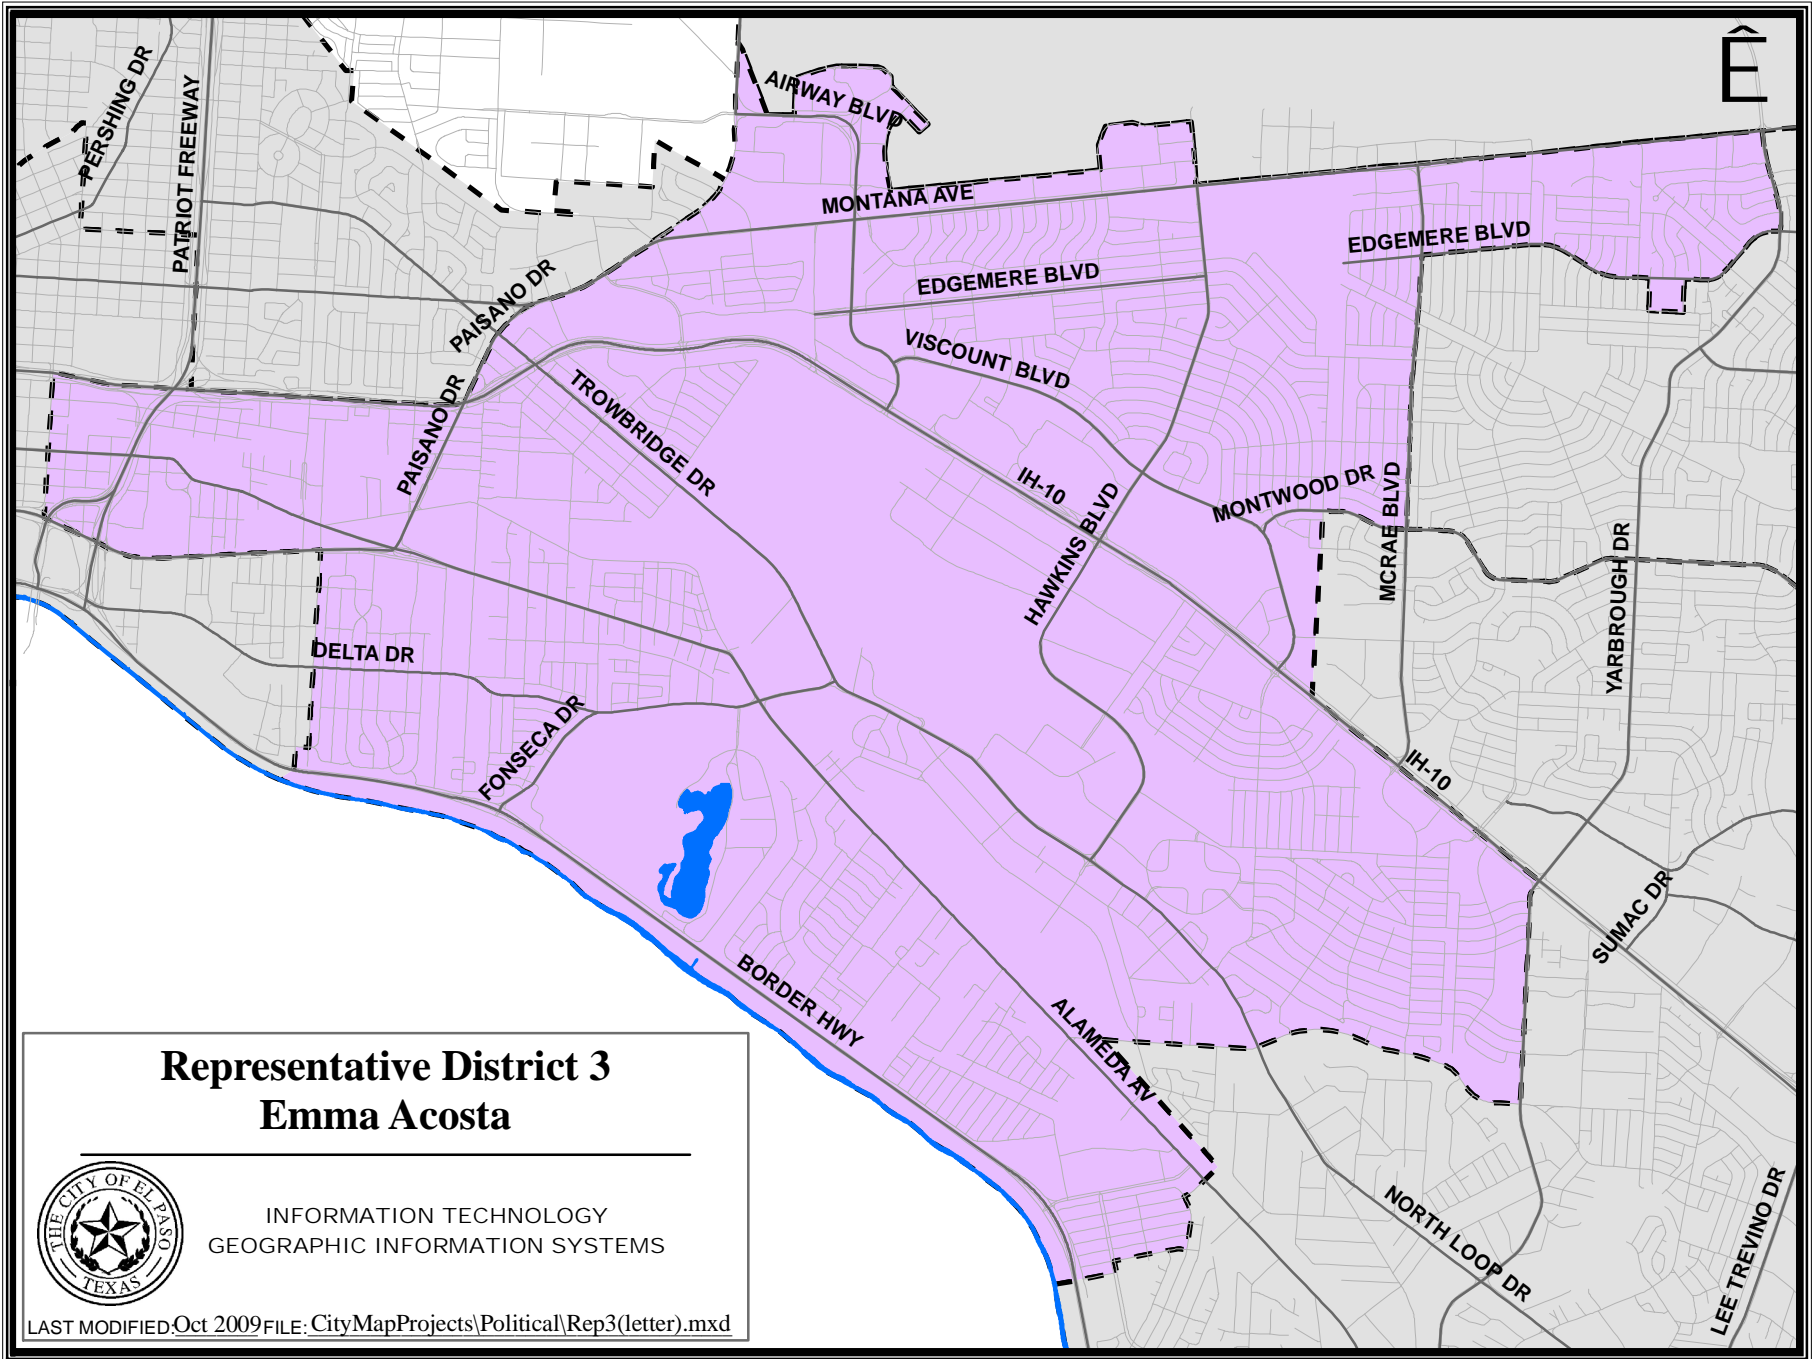 Ê
PERSHING DR
PATRIOT FREEWAY
AIRWAY BLVD
MONTANA AVE
EDGEMERE BLVD
EDGEMERE BLVD
PAISANO DR
VISCOUNT BLVD
PAISANO DR
TROWBRIDGE DR
IH-10
HAWKINS BLVD
MONTWOOD DR
MCRAE BLVD
YARBROUGH DR
DELTA DR
FONSECA DR
IH-10
SUMAC DR
BORDER HWY
ALAMEDA AV
NORTH LOOP DR
LEE TREVINO DR
Representative District 3
Emma Acosta
THE CITY OF EL PASO
TEXAS
INFORMATION TECHNOLOGY
GEOGRAPHIC INFORMATION SYSTEMS
LAST MODIFIED:Oct 2009 FILE: CityMapProjects\Political\Rep3(letter).mxd